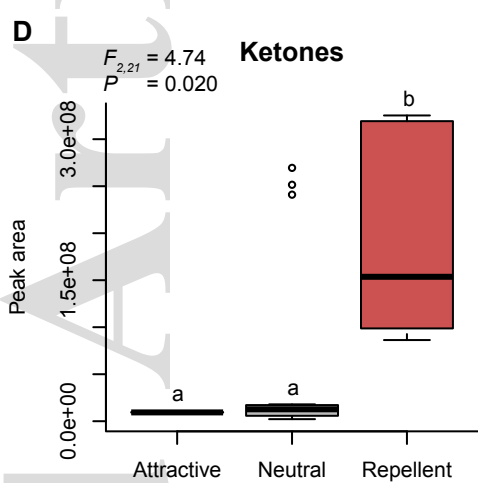 D
Ketones
F2,21 = 4.74
P = 0.020
Peak area
0.0e+00
1.5e+08
3.0e+08
a
a
b
Attractive
Neutral
Repellent